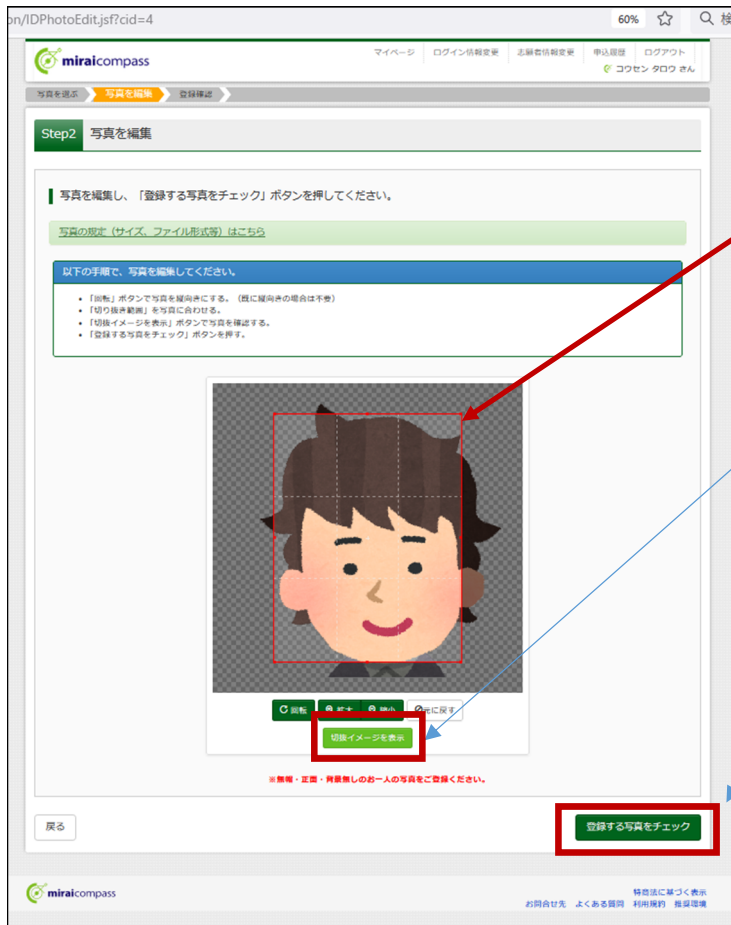 on/IDPhotoEdit.jsf?cid=4 60% 検
miraicompass マイページ ログイン情報変更 志願者情報変更 申込履歴 ログアウト
コウセン タロウ さん
写真を選ぶ 写真を編集 登録確認
Step2 写真を編集
写真を編集し、「登録する写真をチェック」ボタンを押してください。
写真の規定（サイズ、ファイル形式等）はこちら
以下の手順で、写真を編集してください。
• 「回転」ボタンで写真を縦向きにする。（既に縦向きの場合は不要）
• 「切り抜き範囲」を写真に合わせる。
• 「切抜イメージを表示」ボタンで写真を確認する。
• 「登録する写真をチェック」ボタンを押す。
回転 拡大 縮小 元に戻す
切抜イメージを表示
※無帽・正面・背景無しのお一人の写真をご登録ください。
戻る 登録する写真をチェック
miraicompass 特商法に基づく表示
お問合せ先 よくある質問 利用規約 推奨環境